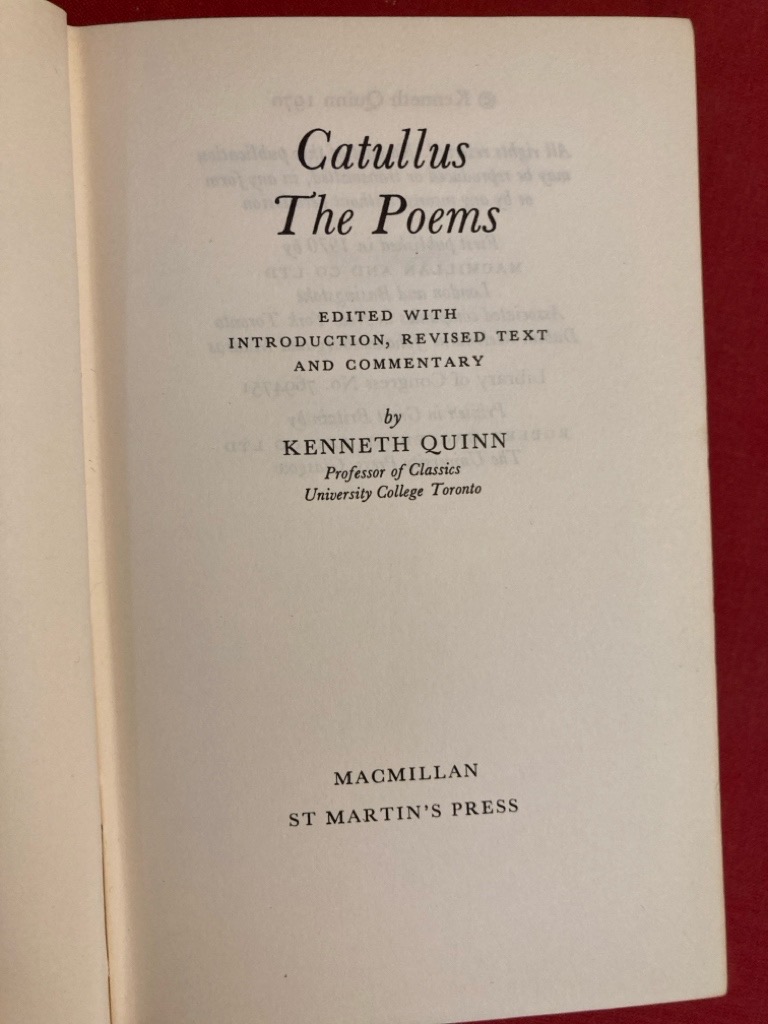 Catullus
The Poems
EDITED WITH
INTRODUCTION, REVISED TEXT
AND COMMENTARY
by
KENNETH QUINN
Professor of Classics
University College Toronto
MACMILLAN
ST MARTIN'S PRESS